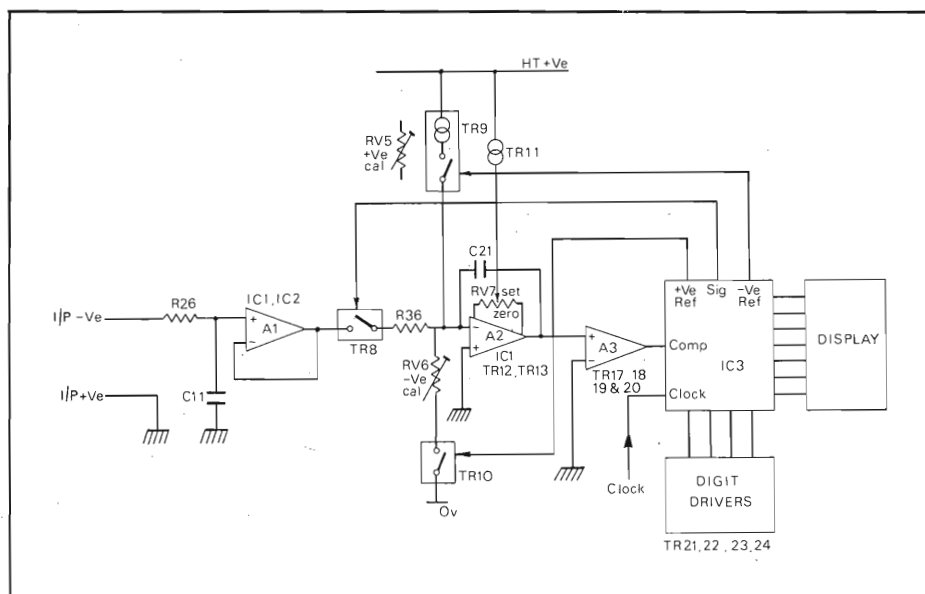 HT +Ve
TR9
RV5
+Ve
cal
TR11
C21
RV7 set
zero
+Ve
Ref
Sig
-Ve
Ref
R26
IC1, IC2
I/P -Ve
+
A1
-
R36
TR8
-
A2
+
IC1
TR12, TR13
+
A3
-
TR17 18
19 & 20
Comp
IC3
DISPLAY
RV6
-Ve
cal
C11
I/P+Ve
Clock
TR10
Ov
Clock
DIGIT
DRIVERS
TR21, 22, 23, 24